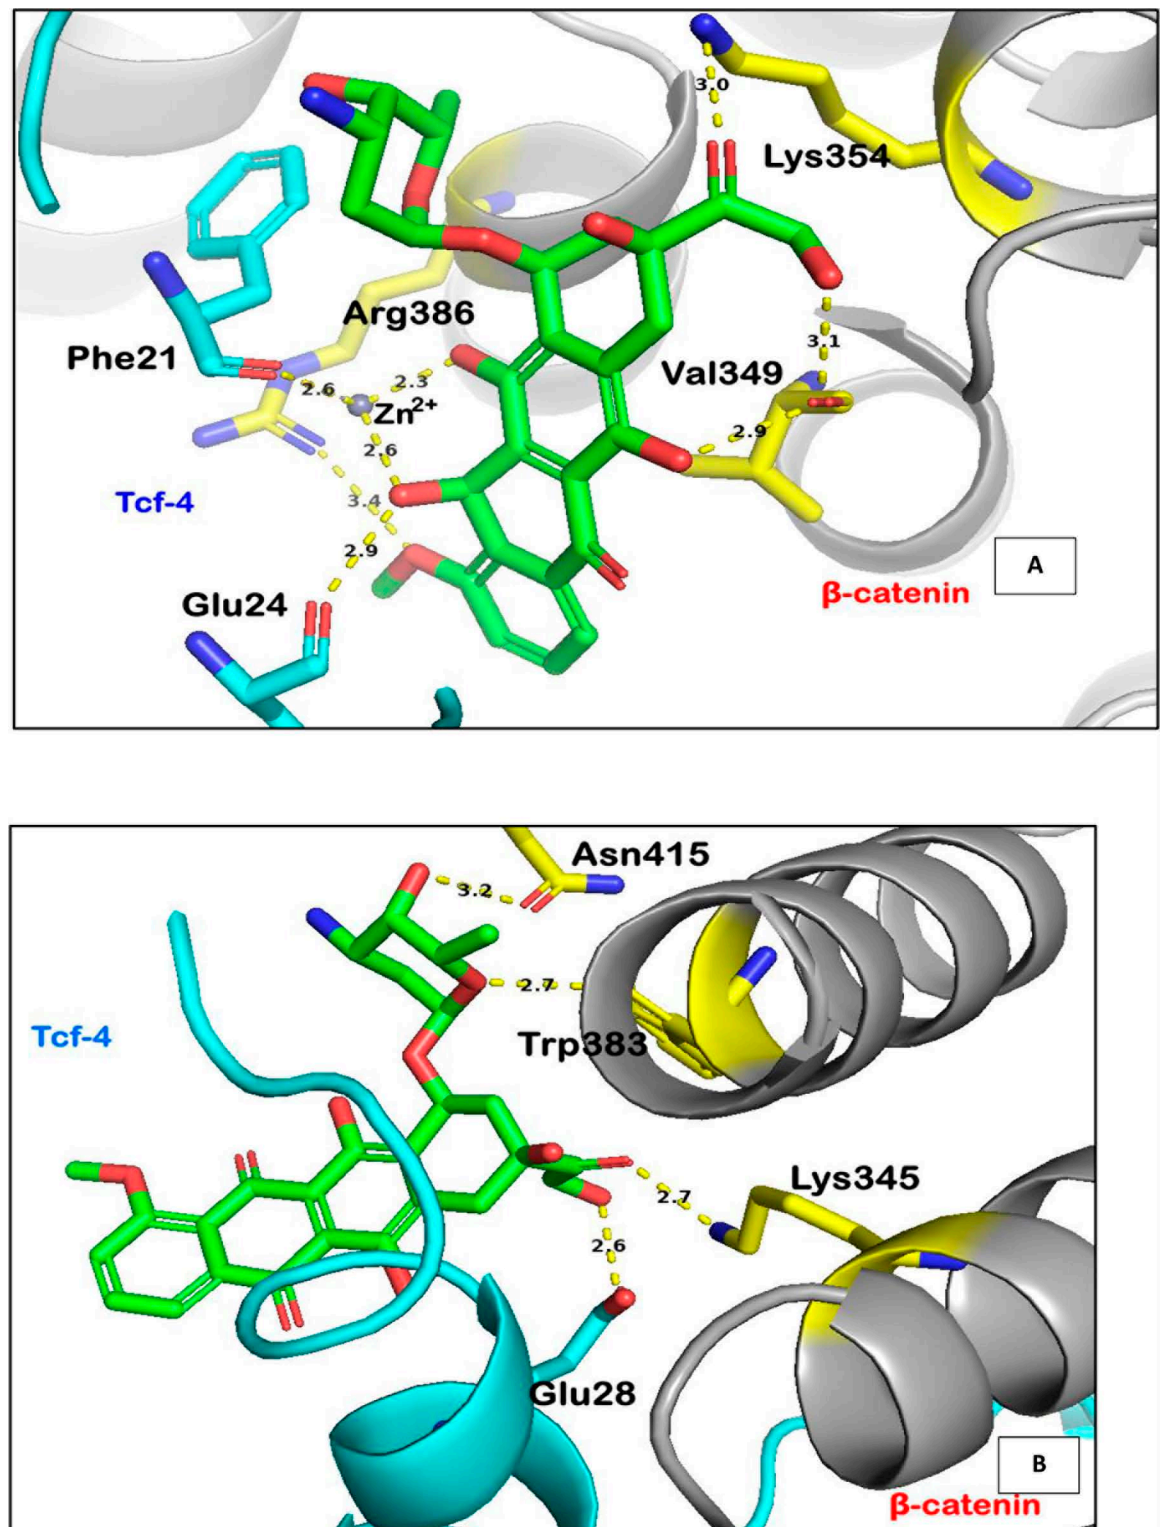 3.0
Lys354
Arg386
Phe21
3.1
Val349
2.6
2.3
Zn2+
2.9
2.6
Tcf-4
3.4
2.9
Glu24
A
β-catenin
Asn415
3.2
2.7
Tcf-4
Trp383
Lys345
2.7
2.6
Glu28
B
β-catenin